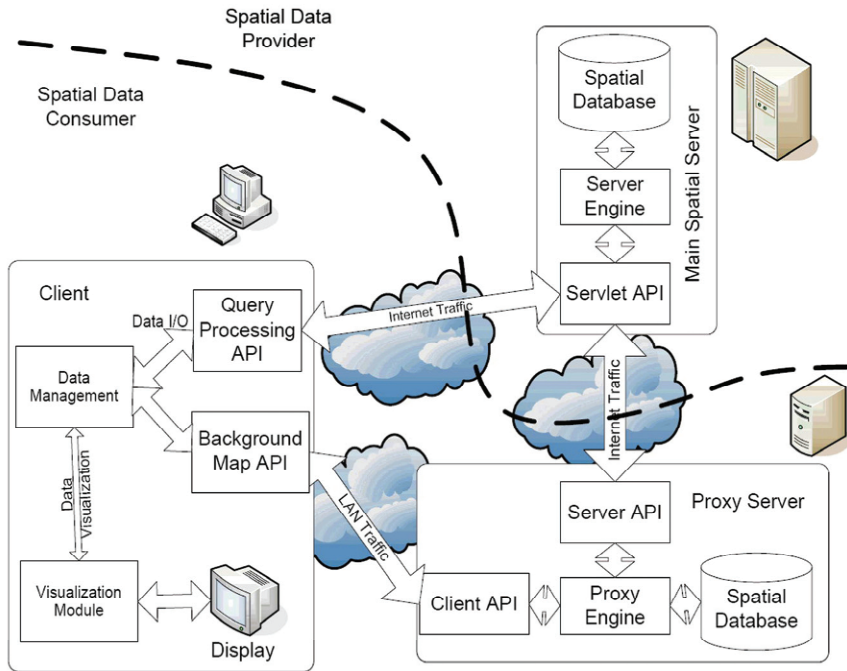 Spatial Data
Provider
Spatial Data
Consumer
Spatial
Database
Server
Engine
Servlet API
Main Spatial Server
Client
Data I/O
Query
Processing
API
Internet Traffic
Data
Management
Background
Map API
Data
Visualization
Visualization
Module
Display
LAN Traffic
Internet Traffic
Proxy Server
Server API
Client API
Proxy
Engine
Spatial
Database